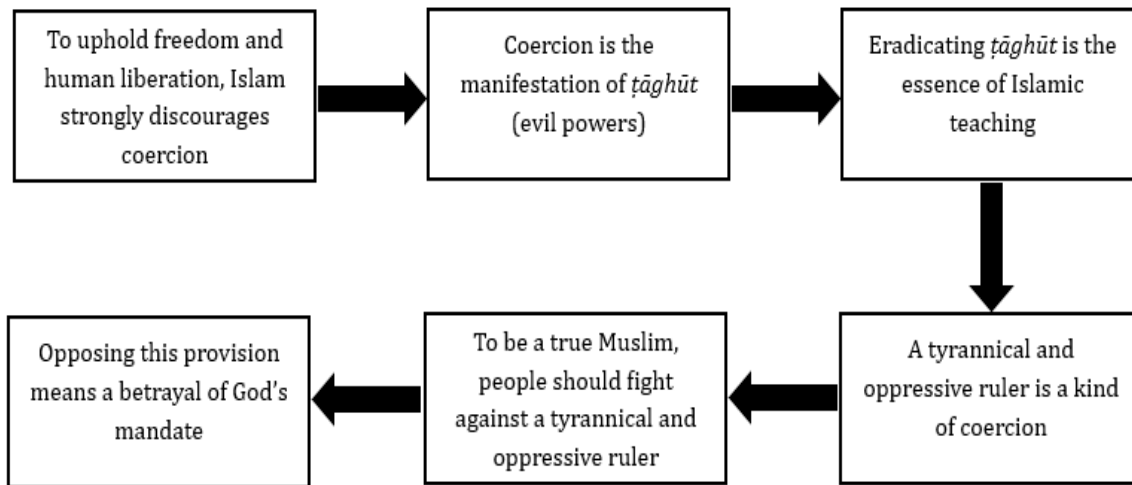 To uphold freedom and
human liberation, Islam
strongly discourages
coercion
Coercion is the
manifestation of ṭāghūt
(evil powers)
Eradicating ṭāghūt is the
essence of Islamic
teaching
A tyrannical and
oppressive ruler is a kind
of coercion
To be a true Muslim,
people should fight
against a tyrannical and
oppressive ruler
Opposing this provision
means a betrayal of God’s
mandate